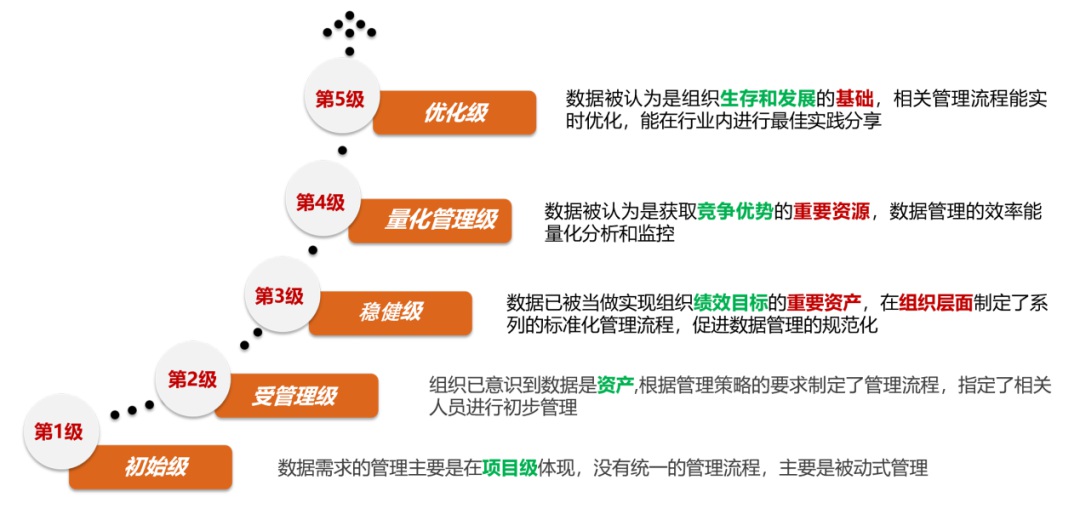 第5级
优化级
数据被认为是组织生存和发展的基础，相关管理流程能实
时优化，能在行业内进行最佳实践分享
第4级
量化管理级
数据被认为是获取竞争优势的重要资源，数据管理的效率能
量化分析和监控
第3级
稳健级
数据已被当做实现组织绩效目标的重要资产，在组织层面制定了系
列的标准化管理流程，促进数据管理的规范化
第2级
受管理级
组织已意识到数据是资产,根据管理策略的要求制定了管理流程，指定了相关
人员进行初步管理
第1级
初始级
数据需求的管理主要是在项目级体现，没有统一的管理流程，主要是被动式管理